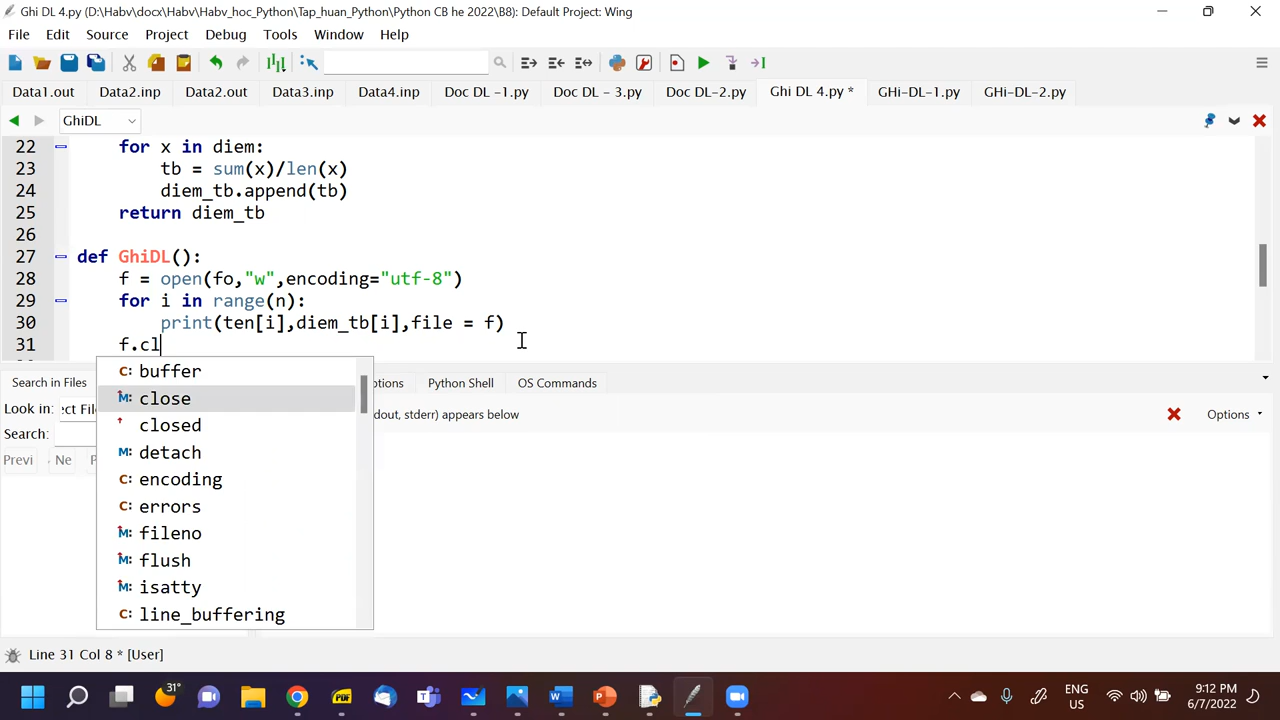 Ghi DL 4.py (D:\Habv\docx\Habv\Habv_hoc_Python\Tap_huan_Python\Python CB he 2022\B8): Default Project: Wing
File Edit Source Project Debug Tools Window Help
Data1.out Data2.inp Data2.out Data3.inp Data4.inp Doc DL -1.py Doc DL - 3.py Doc DL-2.py Ghi DL 4.py * GHi-DL-1.py GHi-DL-2.py
GhiDL
22 for x in diem:
23 tb = sum(x)/len(x)
24 diem_tb.append(tb)
25 return diem_tb
26
27 def GhiDL():
28 f = open(fo,"w",encoding="utf-8")
29 for i in range(n):
30 print(ten[i],diem_tb[i],file = f)
31 f.cl
buffer
close
closed
detach
encoding
errors
fileno
flush
isatty
line_buffering
Search in Files ptions Python Shell OS Commands
Look in: :ct Fil dout, stderr) appears below Options
Search:
Previ Ne P
Line 31 Col 8 * [User]
31° ENG US 9:12 PM 6/7/2022